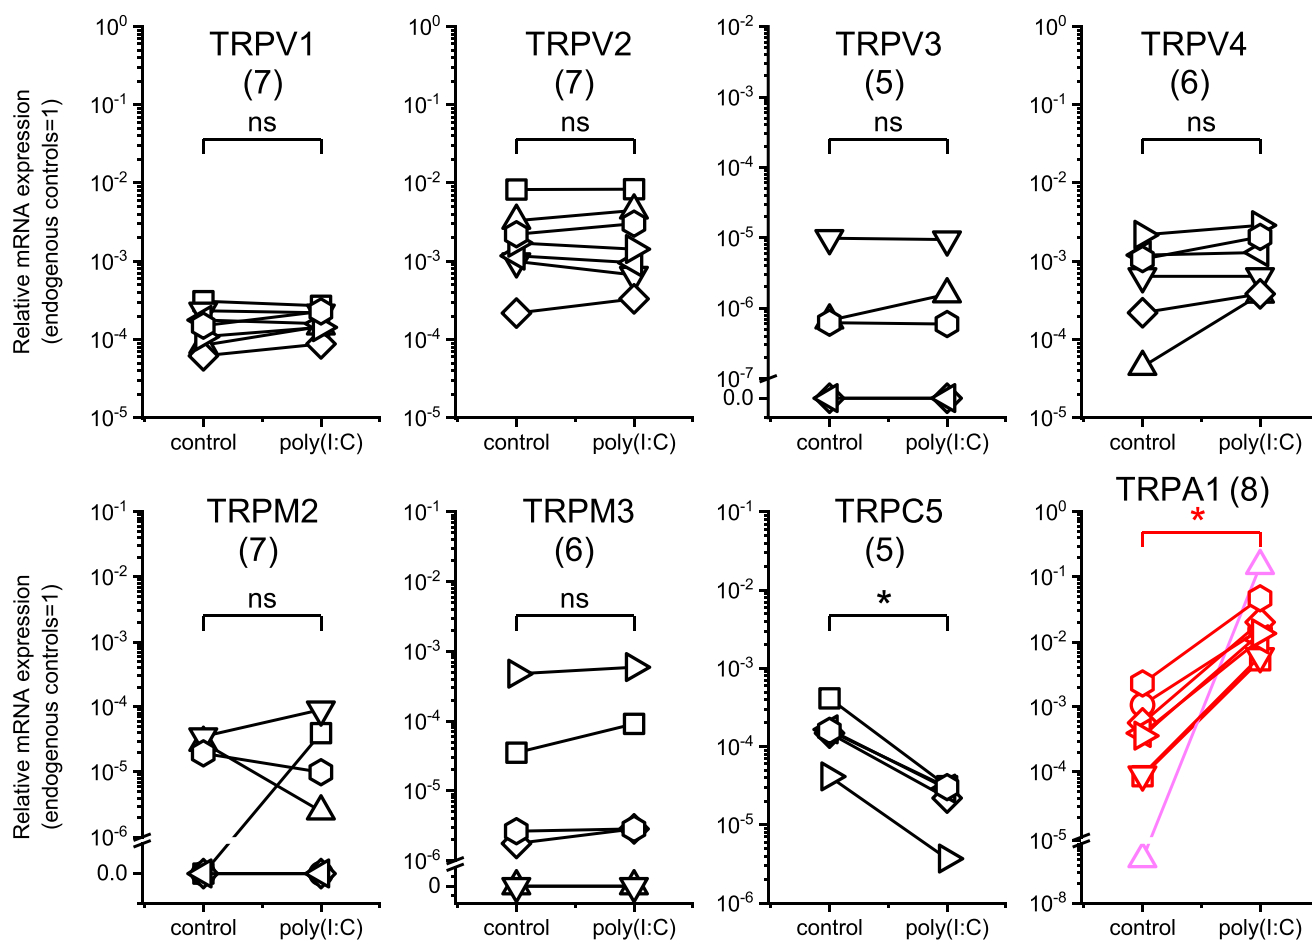 Relative mRNA expression
(endogenous controls=1)
TRPV1
(7)
ns
10^0
10^-1
10^-2
10^-3
10^-4
10^-5
control
poly(I:C)
TRPV2
(7)
ns
10^0
10^-1
10^-2
10^-3
10^-4
10^-5
control
poly(I:C)
TRPV3
(5)
ns
10^-2
10^-3
10^-4
10^-5
10^-6
10^-7
0.0
control
poly(I:C)
TRPV4
(6)
ns
10^0
10^-1
10^-2
10^-3
10^-4
10^-5
control
poly(I:C)
Relative mRNA expression
(endogenous controls=1)
TRPM2
(7)
ns
10^-1
10^-2
10^-3
10^-4
10^-5
10^-6
0.0
control
poly(I:C)
TRPM3
(6)
ns
10^-1
10^-2
10^-3
10^-4
10^-5
10^-6
0
control
poly(I:C)
TRPC5
(5)
*
10^-1
10^-2
10^-3
10^-4
10^-5
10^-6
control
poly(I:C)
TRPA1 (8)
*
10^0
10^-1
10^-2
10^-3
10^-4
10^-5
10^-8
control
poly(I:C)